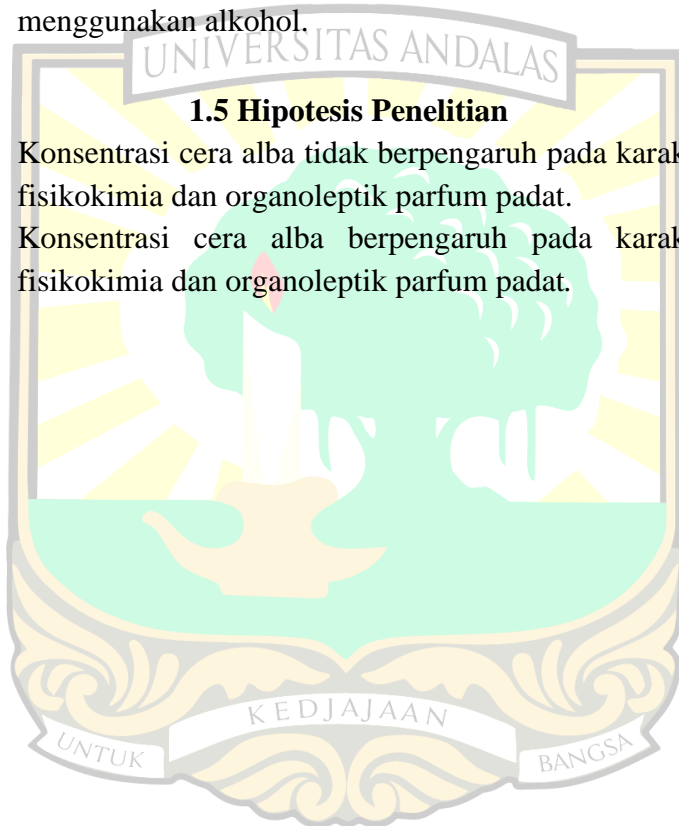 menggunakan alkohol.
UNIVERSITAS ANDALAS
1.5 Hipotesis Penelitian
Konsentrasi cera alba tidak berpengaruh pada karak
fisikokimia dan organoleptik parfum padat.
Konsentrasi cera alba berpengaruh pada karak
fisikokimia dan organoleptik parfum padat.
KEDJAJAAN
UNTUK
BANGSA